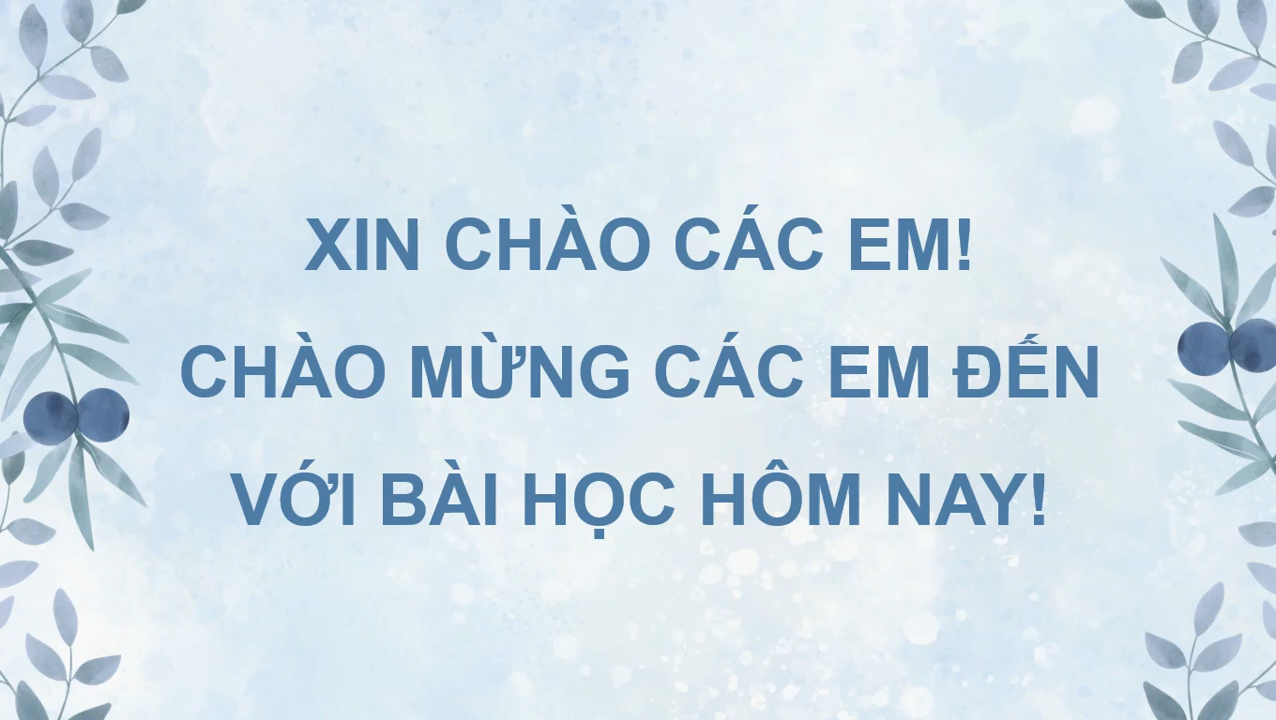 XIN CHÀO CÁC EM!
CHÀO MỪNG CÁC EM ĐẾN
VỚI BÀI HỌC HÔM NAY!